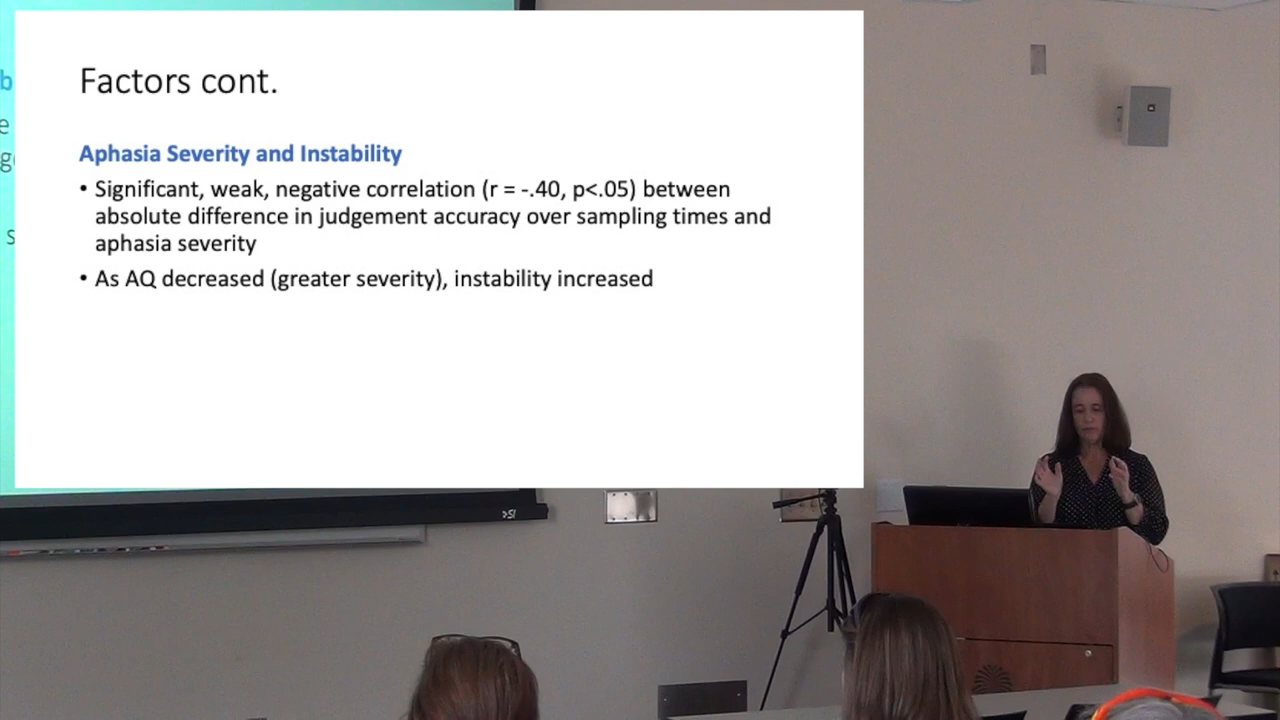 Factors cont.
Aphasia Severity and Instability
• Significant, weak, negative correlation (r = -.40, p<.05) between
absolute difference in judgement accuracy over sampling times and
aphasia severity
• As AQ decreased (greater severity), instability increased